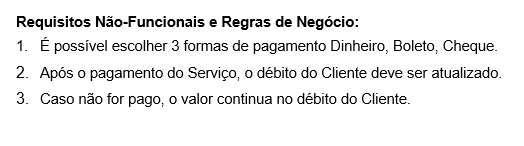 Requisitos Não-Funcionais e Regras de Negócio:
1. É possível escolher 3 formas de pagamento Dinheiro, Boleto, Cheque.
2. Após o pagamento do Serviço, o débito do Cliente deve ser atualizado.
3. Caso não for pago, o valor continua no débito do Cliente.